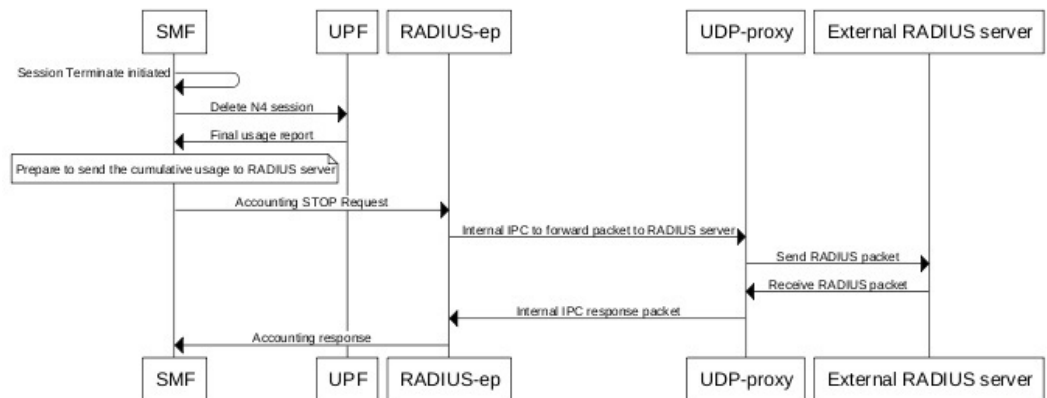 SMF UPF RADIUS-ep UDP-proxy External RADIUS server
Session Terminate initiated
Delete N4 session
Final usage report
Prepare to send the cumulative usage to RADIUS server
Accounting STOP Request
Internal IPC to forward packet to RADIUS server
Send RADIUS packet
Receive RADIUS packet
Internal IPC response packet
Accounting response
SMF UPF RADIUS-ep UDP-proxy External RADIUS server